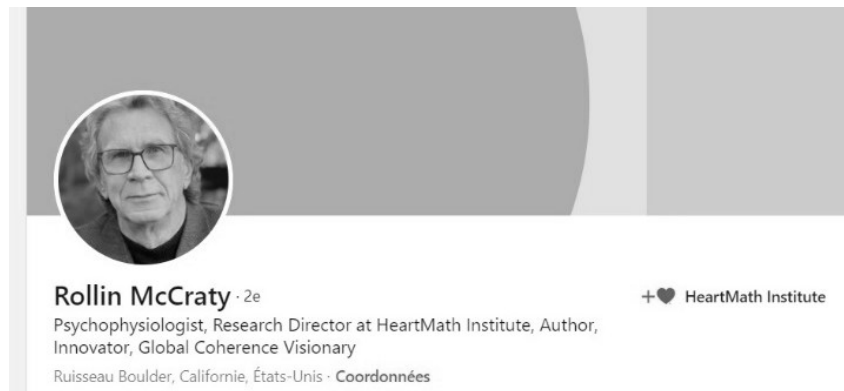 Rollin McCraty · 2e
+♥ HeartMath Institute
Psychophysiologist, Research Director at HeartMath Institute, Author,
Innovator, Global Coherence Visionary
Ruisseau Boulder, Californie, États-Unis · Coordonnées